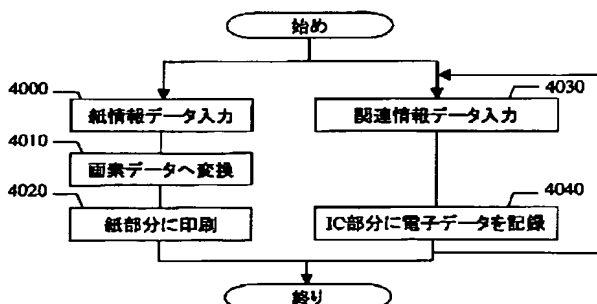 始め
4000
紙情報データ入力
4010
画素データへ変換
4020
紙部分に印刷
4030
関連情報データ入力
4040
IC部分に電子データを記録
終り